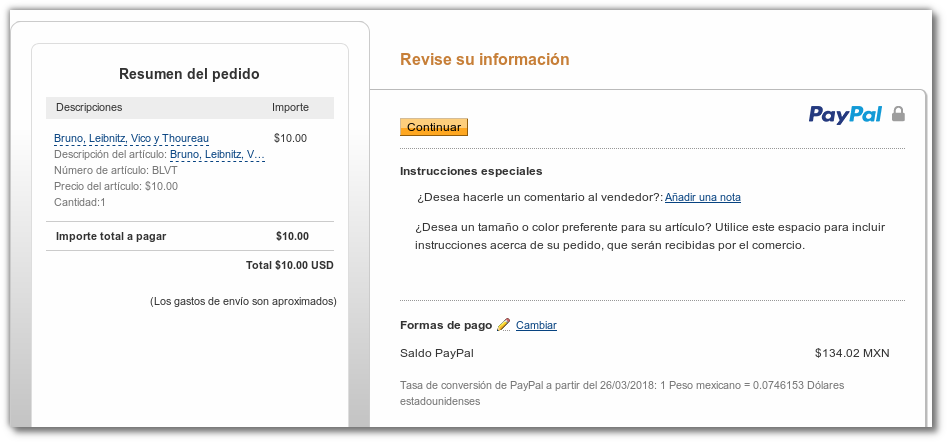 Resumen del pedido
Descripciones Importe
Bruno, Leibnitz, Vico y Thoureau $10.00
Descripción del artículo: Bruno, Leibnitz, V...
Número de artículo: BLVT
Precio del artículo: $10.00
Cantidad:1
Importe total a pagar $10.00
Total $10.00 USD
(Los gastos de envío son aproximados)
Revise su información
PayPal
Continuar
Instrucciones especiales
¿Desea hacerle un comentario al vendedor?: Añadir una nota
¿Desea un tamaño o color preferente para su artículo? Utilice este espacio para incluir
instrucciones acerca de su pedido, que serán recibidas por el comercio.
Formas de pago Cambiar
Saldo PayPal $134.02 MXN
Tasa de conversión de PayPal a partir del 26/03/2018: 1 Peso mexicano = 0.0746153 Dólares
estadounidenses